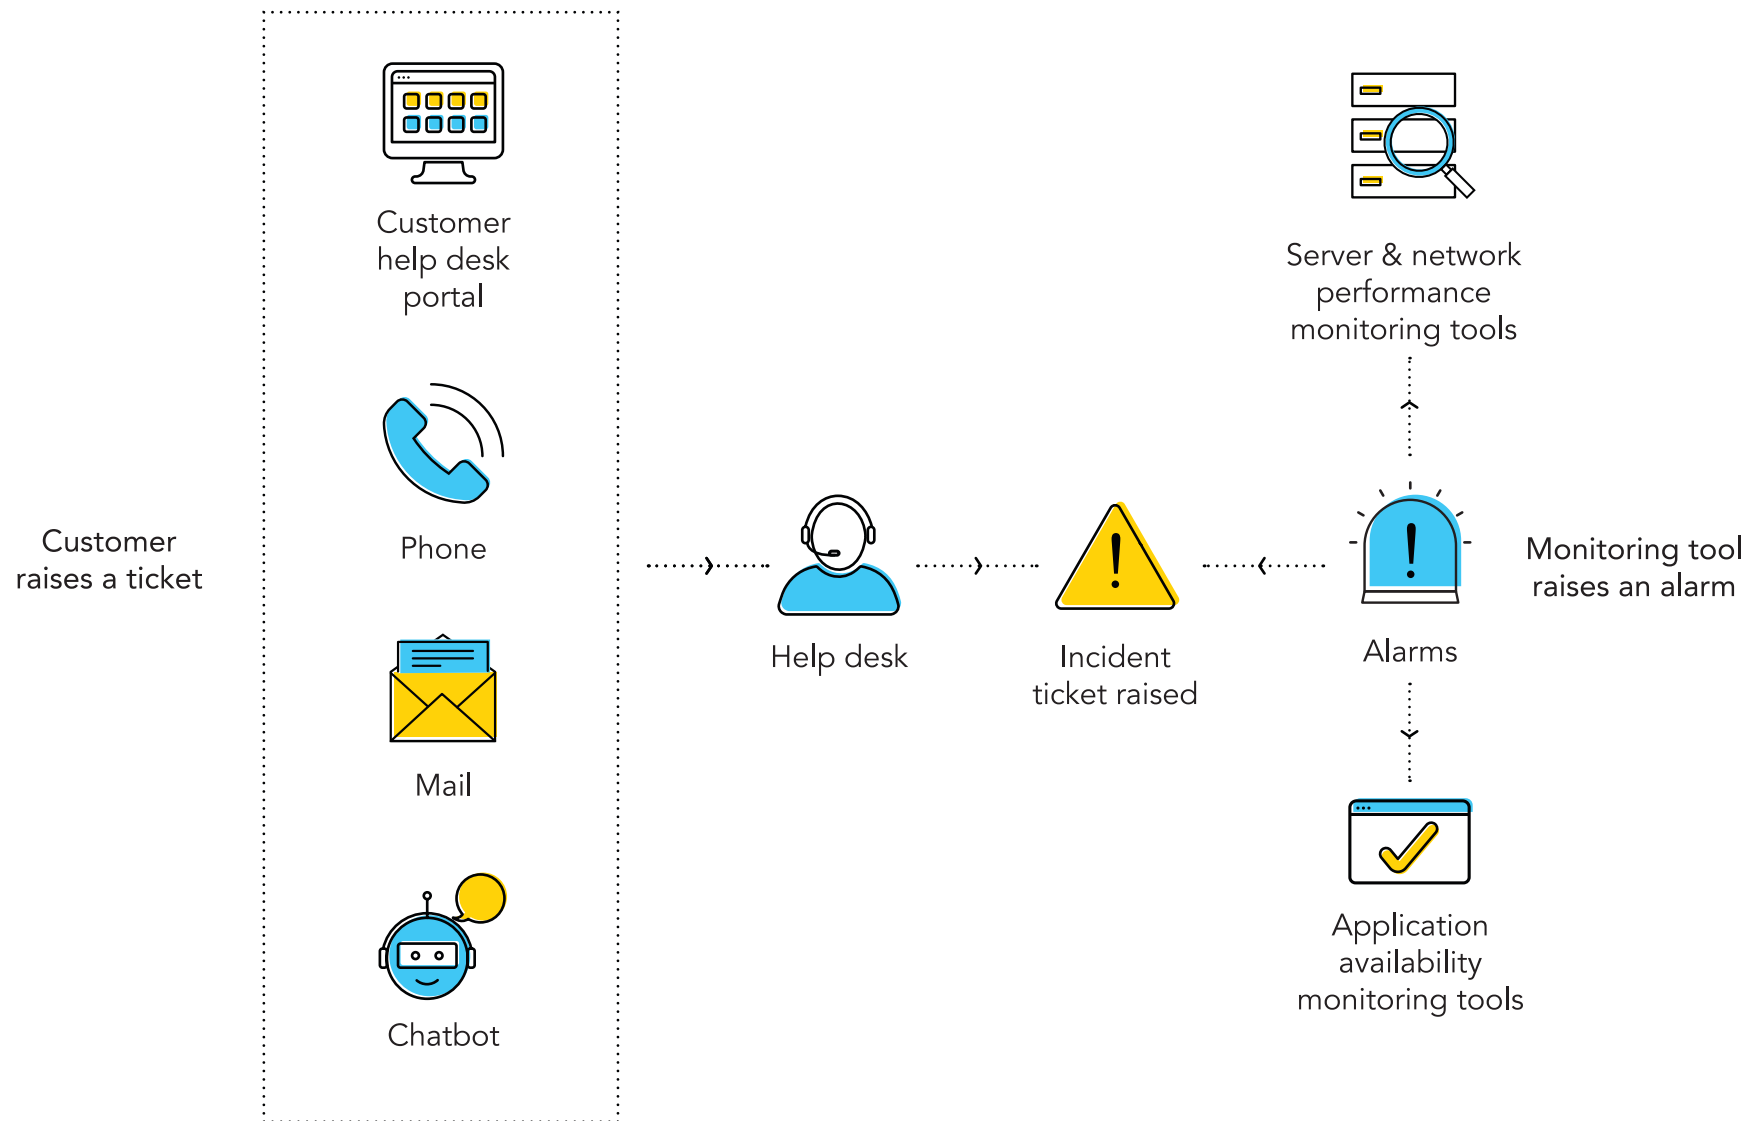 Customer
raises a ticket
Customer
help desk
portal
Phone
Mail
Chatbot
Help desk
Incident
ticket raised
Server & network
performance
monitoring tools
Alarms
Monitoring tool
raises an alarm
Application
availability
monitoring tools